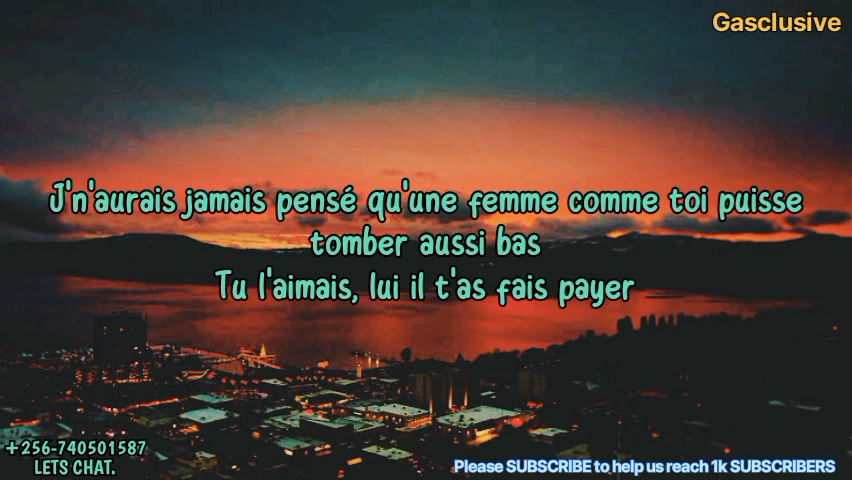 Gasclusive
J'n'aurais jamais pensé qu'une femme comme toi puisse
tomber aussi bas
Tu l'aimais, lui il t'as fais payer
+256-740501587
LETS CHAT.
Please SUBSCRIBE to help us reach 1k SUBSCRIBERS